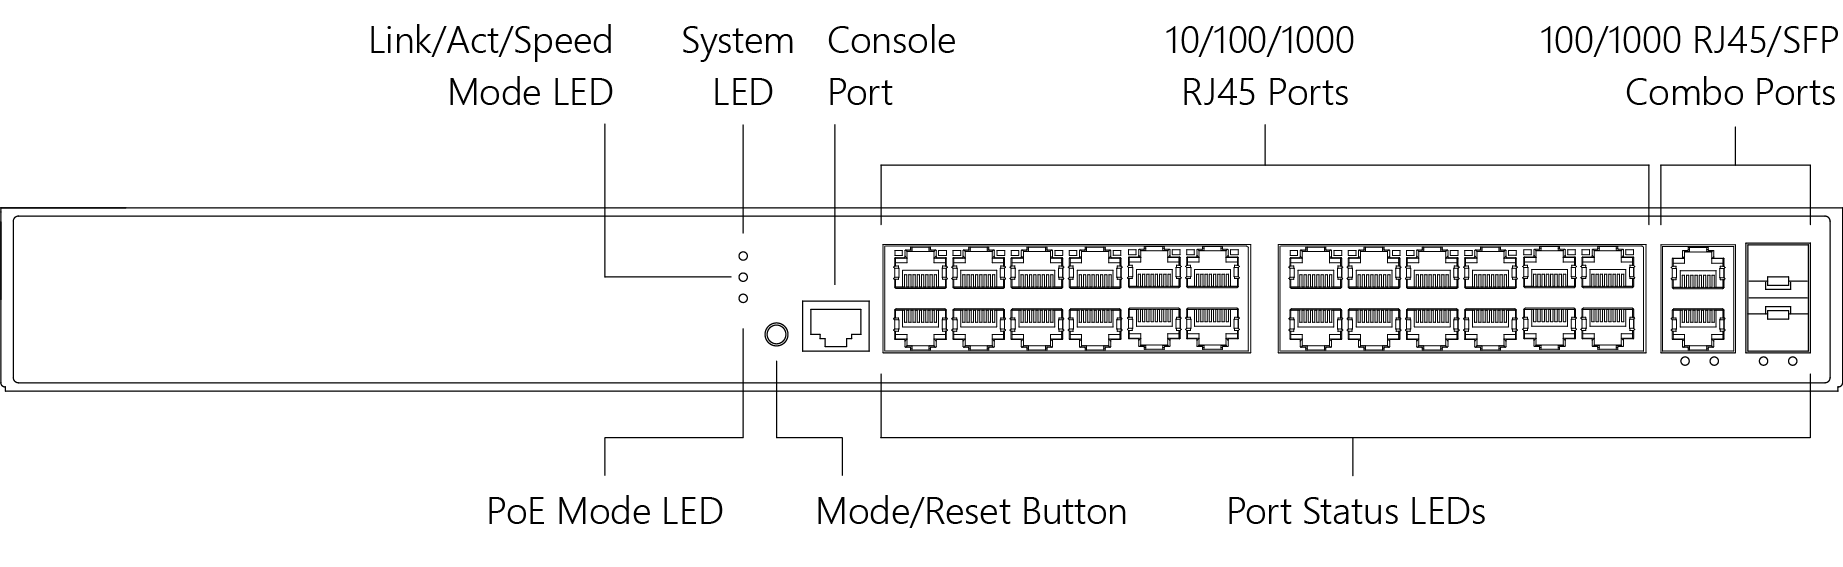 Link/Act/Speed
Mode LED
System
LED
Console
Port
10/100/1000
RJ45 Ports
100/1000 RJ45/SFP
Combo Ports
PoE Mode LED
Mode/Reset Button
Port Status LEDs